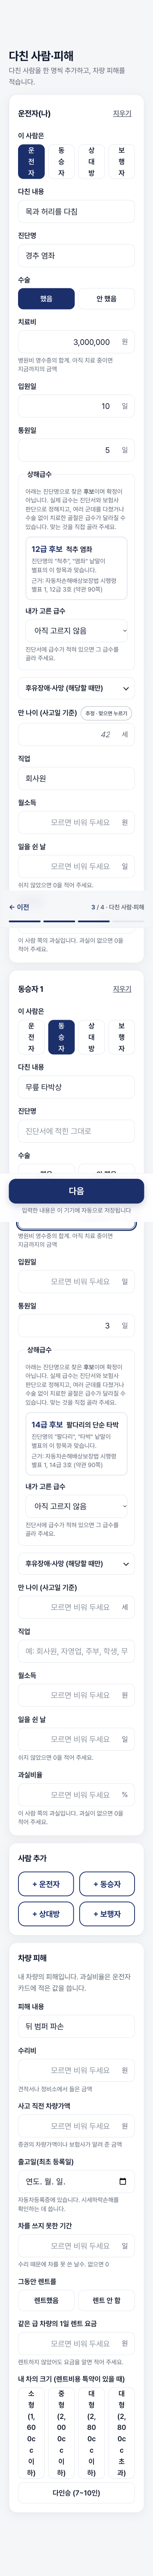 다친 사람·피해
다친 사람을 한 명씩 추가하고, 차량 피해를
적습니다.
운전자(나)
지우기
이 사람은
운전자
동승자
상대방
보행자
다친 내용
목과 허리를 다침
진단명
경추 염좌
수술
했음
안 했음
치료비
3,000,000 원
병원비 영수증의 합계. 아직 치료 중이면
지금까지의 금액
입원일
10 일
통원일
5 일
상해급수
아래는 진단명으로 찾은 후보이며 확정이
아닙니다. 실제 급수는 진단서와 보험사
판단으로 정해지고, 여러 군데를 다쳤거나
수술 없이 치료한 골절은 급수가 달라질 수
있습니다. 맞는 것을 직접 골라 주세요.
12급 후보 척추 염좌
진단명의 "척추", "염좌" 낱말이
별표의 이 항목과 맞습니다.
근거: 자동차손해배상보장법 시행령
별표 1, 12급 3호 (약관 90쪽)
내가 고른 급수
아직 고르지 않음
진단서에 급수가 적혀 있으면 그 급수를
골라 주세요.
후유장애·사망 (해당할 때만)
만 나이 (사고일 기준)
추정 · 맞으면 누르기
42 세
직업
회사원
월소득
모르면 비워 두세요 원
일을 쉰 날
모르면 비워 두세요 일
쉬지 않았으면 0을 적어 주세요.
← 이전
3 / 4 · 다친 사람·피해
이 사람 쪽의 과실입니다. 과실이 없으면 0을
적어 주세요.
동승자 1
지우기
이 사람은
운전자
동승자
상대방
보행자
다친 내용
무릎 타박상
진단명
진단서에 적힌 그대로
수술
다음
입력한 내용은 이 기기에 자동으로 저장됩니다
병원비 영수증의 합계. 아직 치료 중이면
지금까지의 금액
입원일
모르면 비워 두세요 일
통원일
3 일
상해급수
아래는 진단명으로 찾은 후보이며 확정이
아닙니다. 실제 급수는 진단서와 보험사
판단으로 정해지고, 여러 군데를 다쳤거나
수술 없이 치료한 골절은 급수가 달라질 수
있습니다. 맞는 것을 직접 골라 주세요.
14급 후보 팔다리의 단순 타박
진단명의 "팔다리", "타박" 낱말이
별표의 이 항목과 맞습니다.
근거: 자동차손해배상보장법 시행령
별표 1, 14급 3호 (약관 90쪽)
내가 고른 급수
아직 고르지 않음
진단서에 급수가 적혀 있으면 그 급수를
골라 주세요.
후유장애·사망 (해당할 때만)
만 나이 (사고일 기준)
모르면 비워 두세요 세
직업
예: 회사원, 자영업, 주부, 학생, 무
월소득
모르면 비워 두세요 원
일을 쉰 날
모르면 비워 두세요 일
쉬지 않았으면 0을 적어 주세요.
과실비율
모르면 비워 두세요 %
이 사람 쪽의 과실입니다. 과실이 없으면 0을
적어 주세요.
사람 추가
+ 운전자
+ 동승자
+ 상대방
+ 보행자
차량 피해
내 차량의 피해입니다. 과실비율은 운전자
카드에 적은 값을 씁니다.
피해 내용
뒤 범퍼 파손
수리비
모르면 비워 두세요 원
견적서나 정비소에서 들은 금액
사고 직전 차량가액
모르면 비워 두세요 원
증권의 차량가액이나 보험사가 알려 준 금액
출고일(최초 등록일)
연도. 월. 일.
자동차등록증에 있습니다. 시세하락손해를
확인하는 데 씁니다.
차를 쓰지 못한 기간
모르면 비워 두세요 일
수리 때문에 차를 못 쓴 날수. 없으면 0
그동안 렌트를
렌트했음
렌트 안 함
같은 급 차량의 1일 렌트 요금
모르면 비워 두세요 원
렌트하지 않았어도 요금을 알면 적어 주세요.
내 차의 크기 (렌트비용 특약이 있을 때)
소형(1,600cc 이하)
중형(2,000cc 이하)
대형(2,800cc 이하)
대형(2,800cc 초과)
다인승 (7~10인)